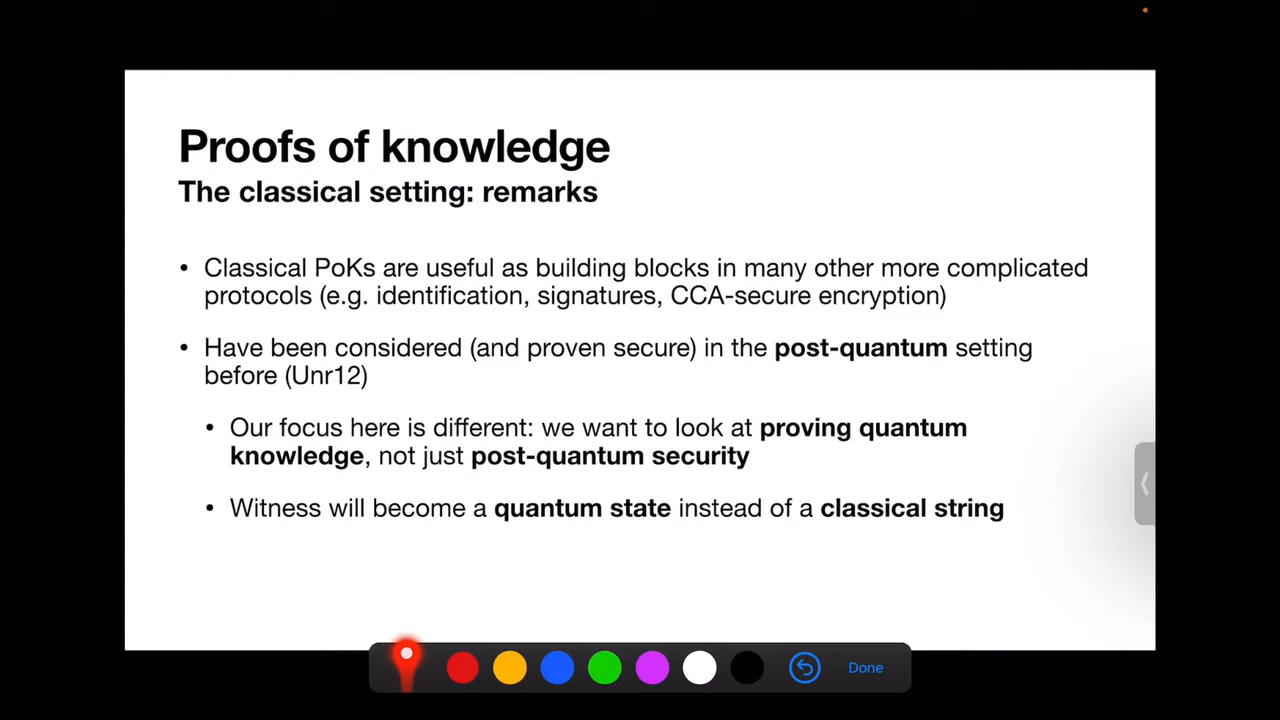 Proofs of knowledge
The classical setting: remarks
• Classical PoKs are useful as building blocks in many other more complicated
protocols (e.g. identification, signatures, CCA-secure encryption)
• Have been considered (and proven secure) in the post-quantum setting
before (Unr12)
• Our focus here is different: we want to look at proving quantum
knowledge, not just post-quantum security
• Witness will become a quantum state instead of a classical string
Done